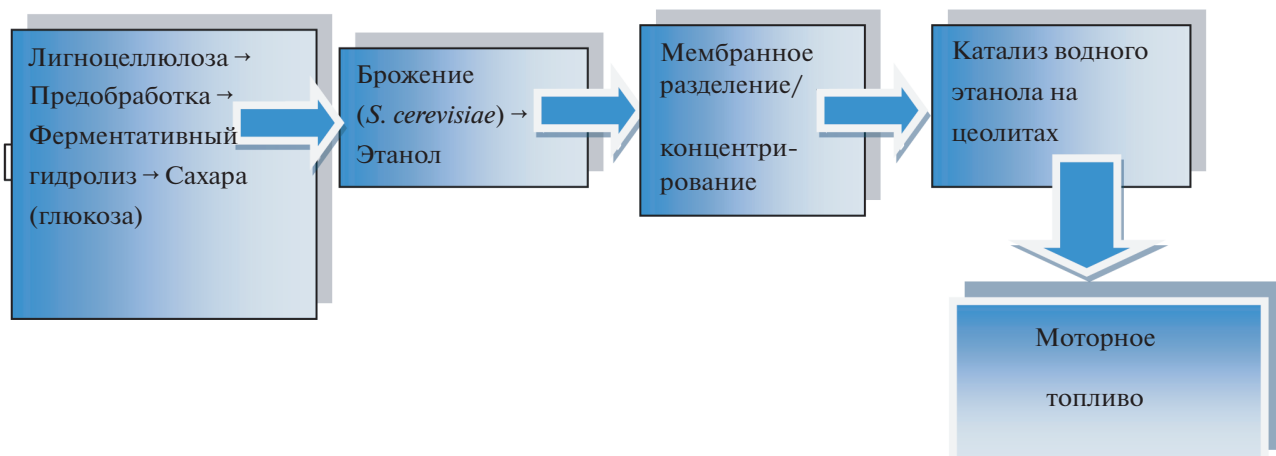 Лигноцеллюлоза →
Предобработка →
Ферментативный
гидролиз → Сахара
(глюкоза)
Брожение
(S. cerevisiae) →
Этанол
Мембранное
разделение/
концентри-
рование
Катализ водного
этанола на
цеолитах
Моторное
топливо